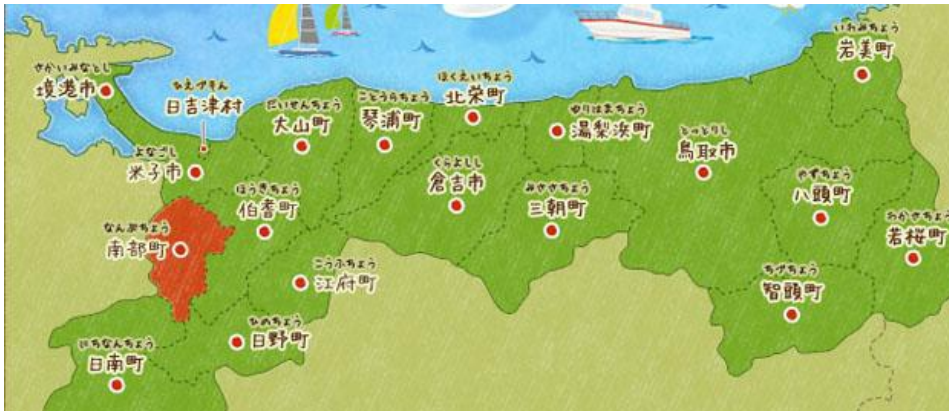 いわみちょう
岩美町
さかいみなとし
境港市
ひえづそん
日吉津村
だいせんちょう
大山町
ことうらちょう
琴浦町
ほくえいちょう
北栄町
ゆりはまちょう
湯梨浜町
とっとりし
鳥取市
よなごし
米子市
ほうきちょう
伯耆町
くらよしし
倉吉市
みささちょう
三朝町
やずちょう
八頭町
わかさちょう
若桜町
なんぶちょう
南部町
こうふちょう
江府町
ちづちょう
智頭町
ひのちょう
日野町
にちなんちょう
日南町